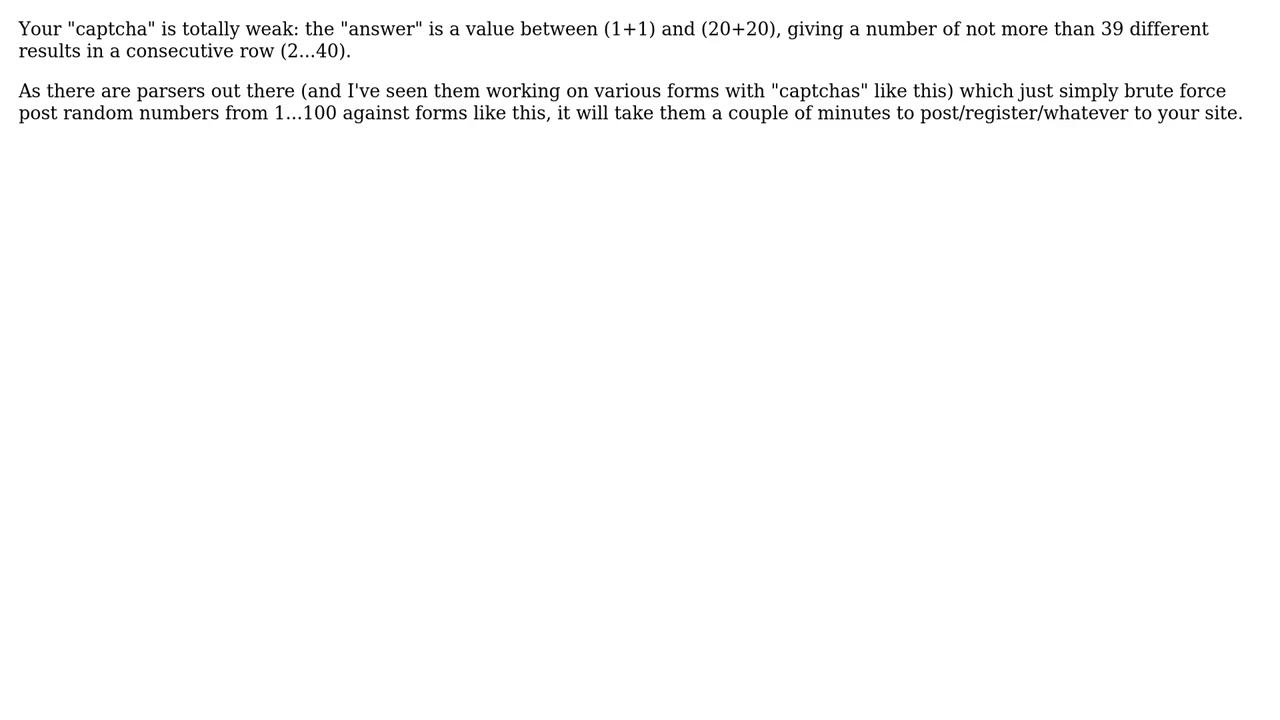 Your "captcha" is totally weak: the "answer" is a value between (1+1) and (20+20), giving a number of not more than 39 different
results in a consecutive row (2...40).
As there are parsers out there (and I've seen them working on various forms with "captchas" like this) which just simply brute force
post random numbers from 1...100 against forms like this, it will take them a couple of minutes to post/register/whatever to your site.